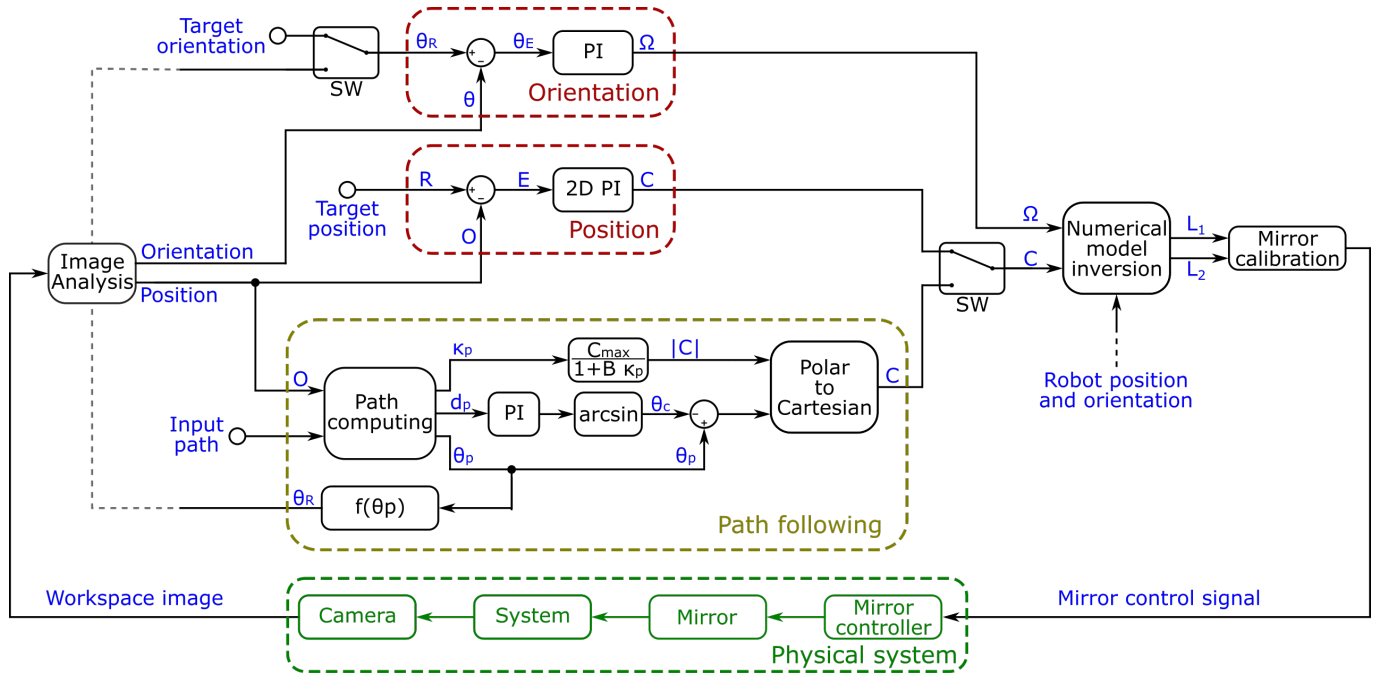 Target
orientation
SW
θR
+
−
θE
PI
Ω
θ
Orientation
Target
position
R
+
−
E
2D PI
C
O
Position
Image
Analysis
Orientation
Position
SW
Ω
C
Numerical
model
inversion
L1
L2
Mirror
calibration
Robot position
and orientation
O
Input
path
Path
computing
κp
Cmax
1+B κp
|C|
dp
PI
arcsin
θc
−
+
θp
θp
Polar
to
Cartesian
C
θR
f(θp)
Path following
Workspace image
Camera
System
Mirror
Mirror
controller
Physical system
Mirror control signal